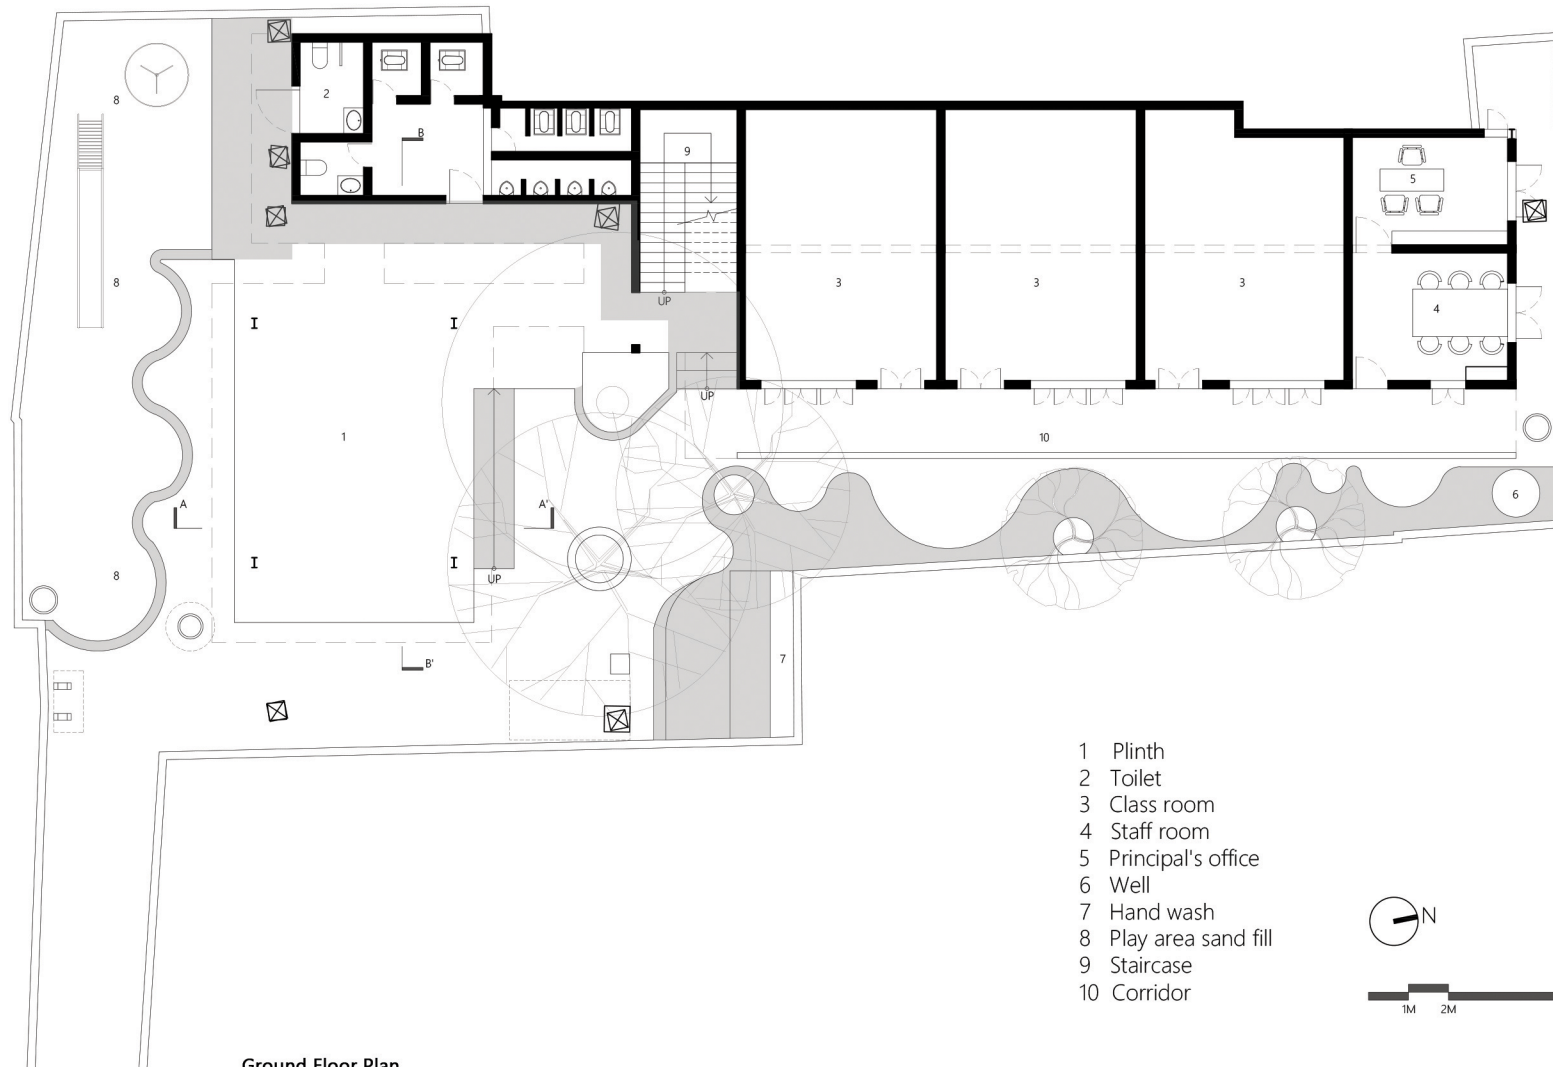 8
2
B
9
5
8
3
3
3
4
UP
UP
1
10
A
A'
6
8
UP
7
B'
1 Plinth
2 Toilet
3 Class room
4 Staff room
5 Principal's office
6 Well
7 Hand wash
8 Play area sand fill
9 Staircase
10 Corridor
N
1M 2M
Ground Floor Plan